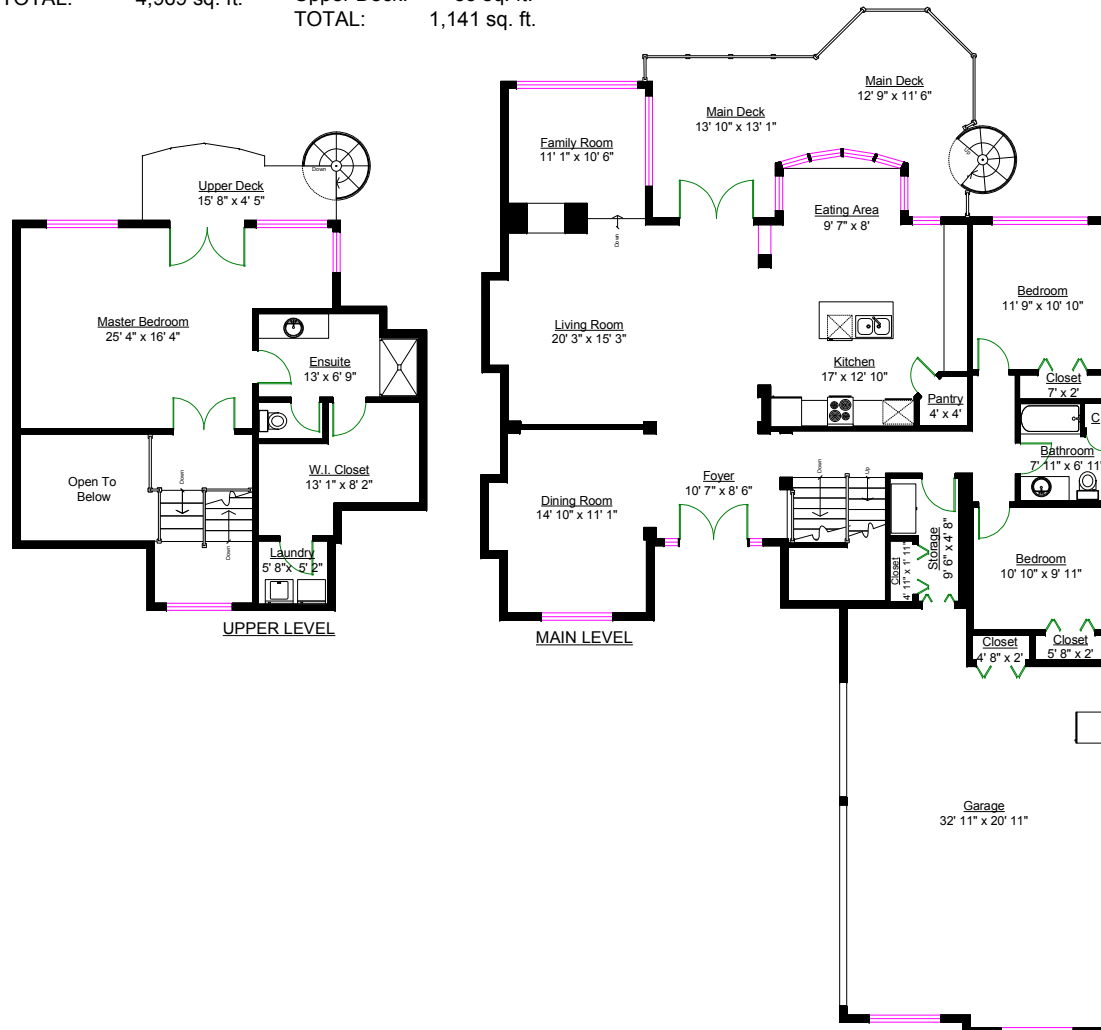 TOTAL:
TOTAL: 1,141 sq. ft.
Upper Deck
15' 8" x 4' 5"
Down
Master Bedroom
25' 4" x 16' 4"
Ensuite
13' x 6' 9"
W.I. Closet
13' 1" x 8' 2"
Open To
Below
Down
Down
Laundry
5' 8" x 5' 2"
UPPER LEVEL
Main Deck
12' 9" x 11' 6"
Main Deck
13' 10" x 13' 1"
Family Room
11' 1" x 10' 6"
Up
Eating Area
9' 7" x 8'
Down
Living Room
20' 3" x 15' 3"
Bedroom
11' 9" x 10' 10"
Kitchen
17' x 12' 10"
Pantry
4' x 4'
Closet
7' x 2'
C
Bathroom
7' 11" x 6' 11"
Foyer
10' 7" x 8' 6"
Down
Up
Dining Room
14' 10" x 11' 1"
Storage
9' 6" x 4' 8"
Closet
4' 11" x 1' 11"
Bedroom
10' 10" x 9' 11"
Closet
4' 8" x 2'
Closet
5' 8" x 2'
MAIN LEVEL
Garage
32' 11" x 20' 11"